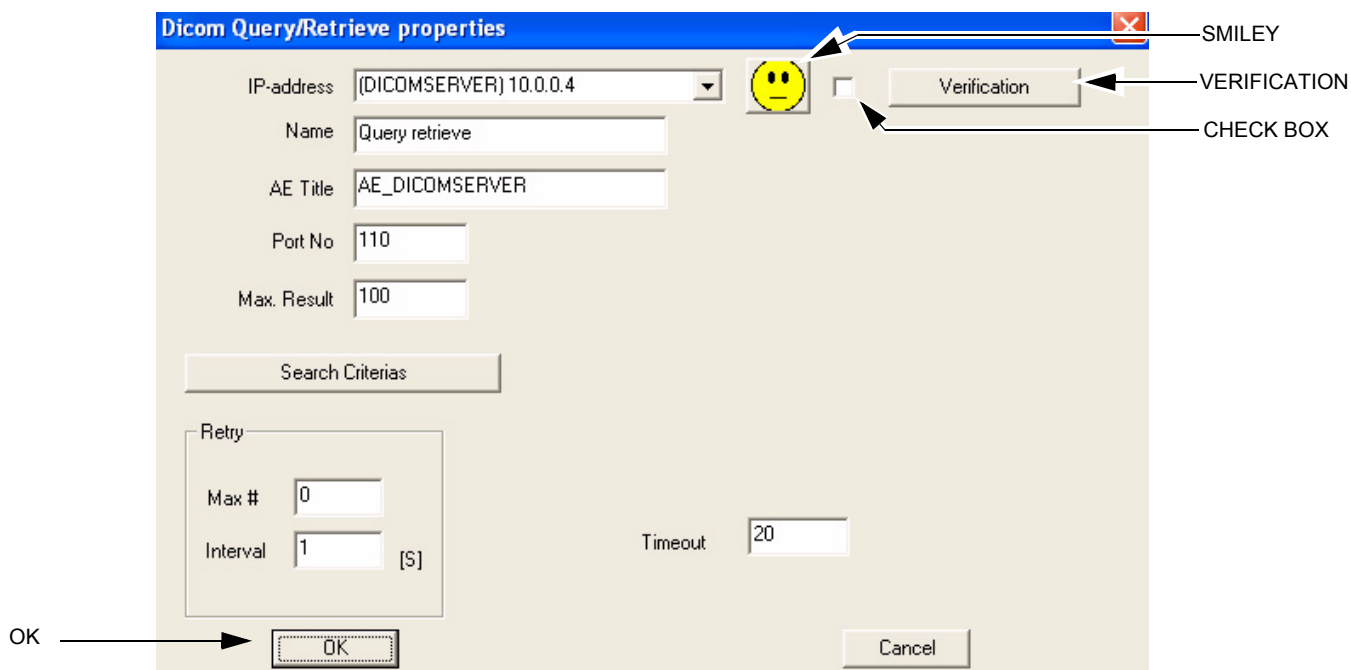 Dicom Query/Retrieve properties
SMILEY
IP-address (DICOMSERVER) 10.0.0.4 Verification
VERIFICATION
CHECK BOX
Name Query retrieve
AE Title AE_DICOMSERVER
Port No 110
Max. Result 100
Search Criterias
Retry
Max # 0
Interval 1 [S]
Timeout 20
OK
OK Cancel